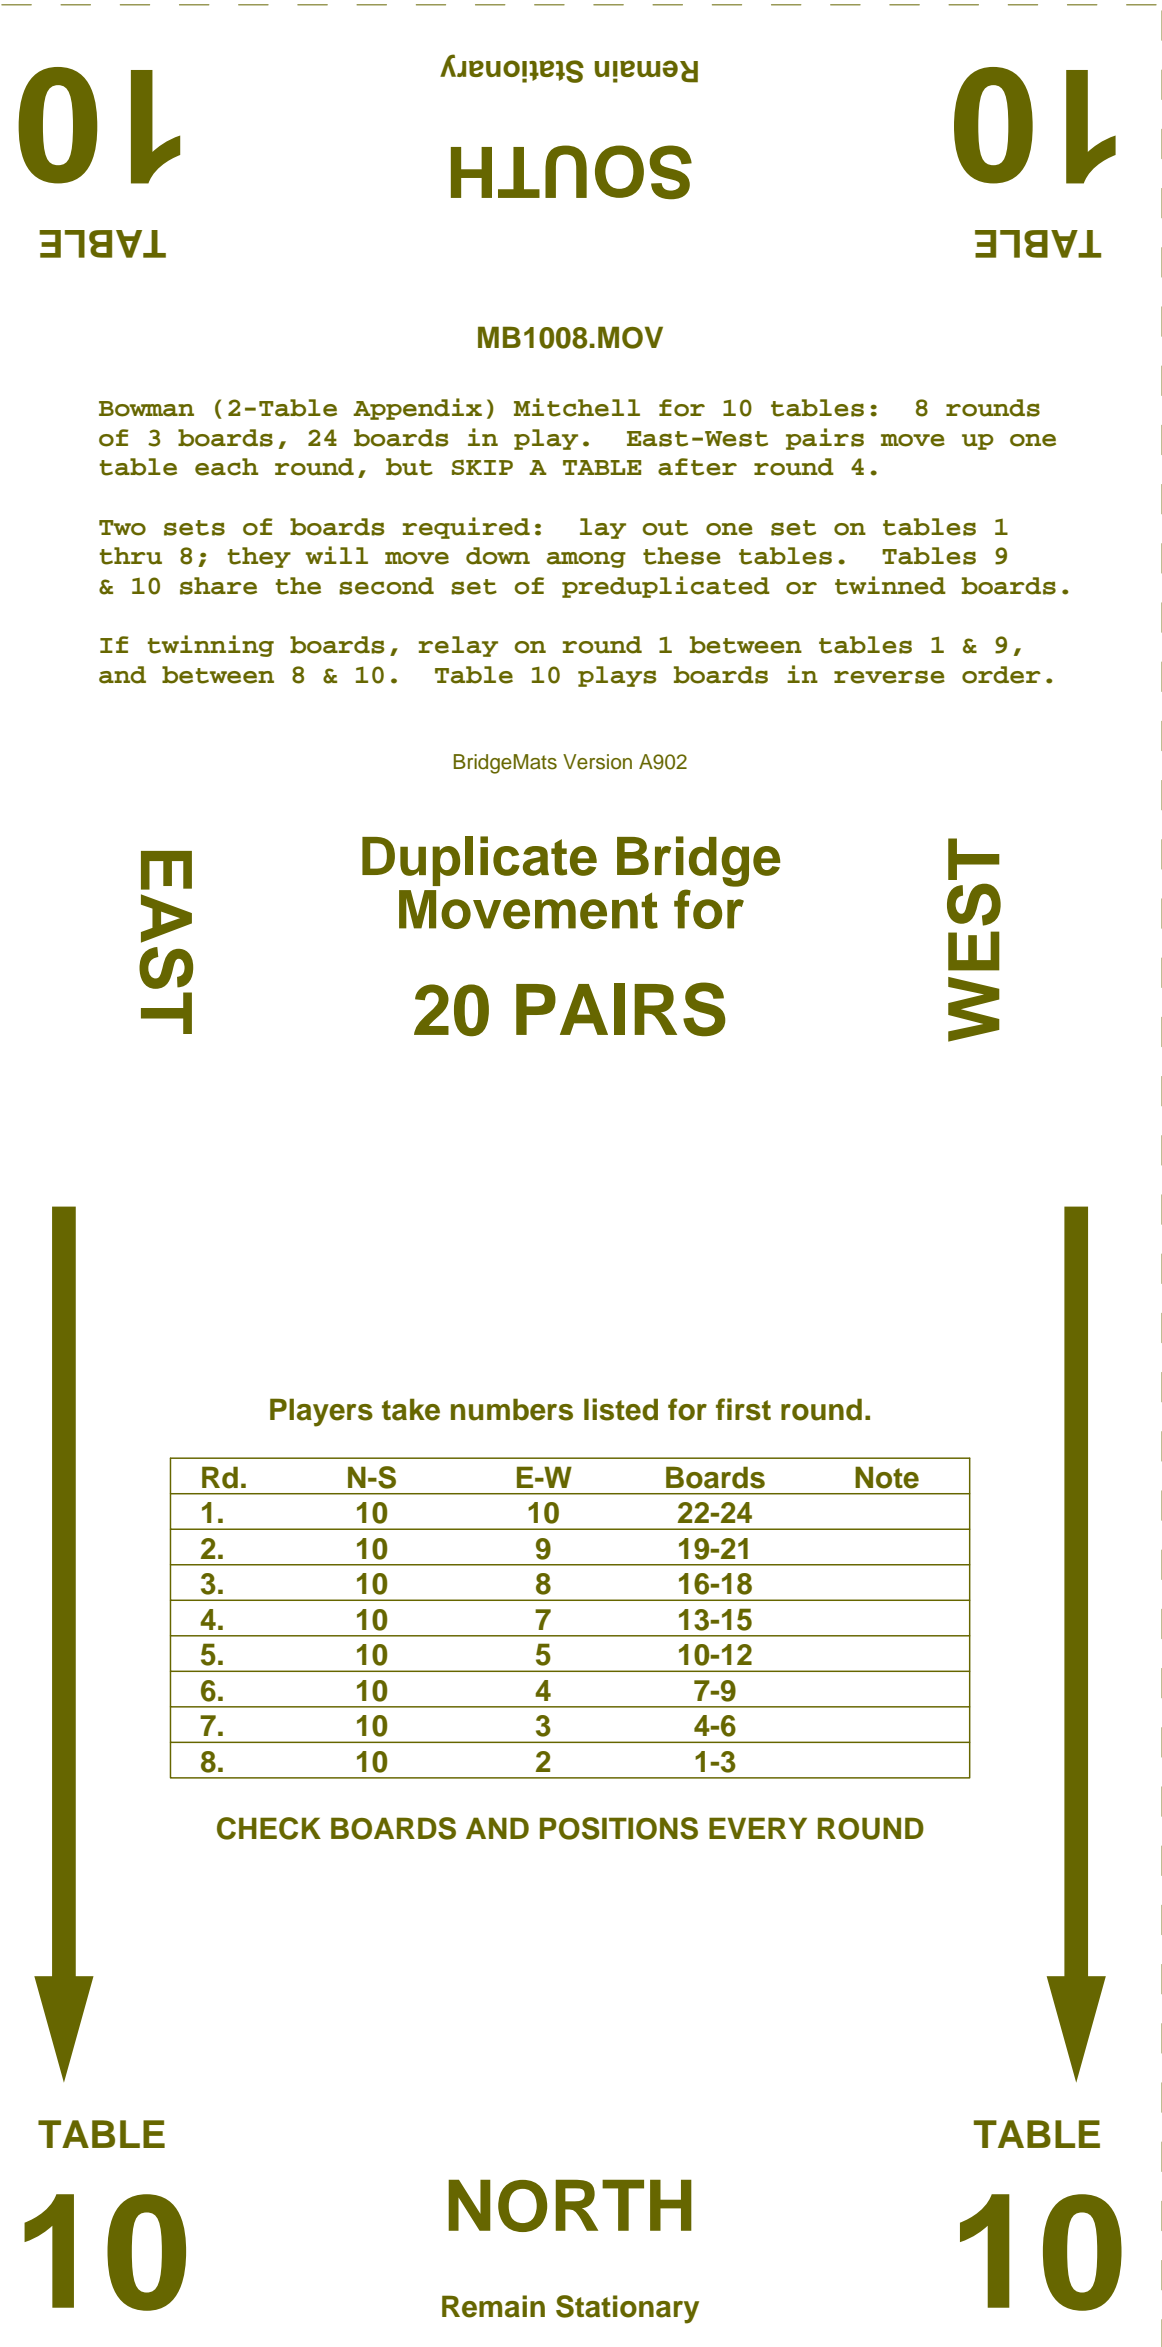 Remain Stationary
SOUTH
10
10
TABLE
TABLE
MB1008.MOV
Bowman (2-Table Appendix) Mitchell for 10 tables:  8 rounds
of 3 boards, 24 boards in play.  East-West pairs move up one
table each round, but SKIP A TABLE after round 4.
Two sets of boards required:  lay out one set on tables 1
thru 8; they will move down among these tables.  Tables 9
& 10 share the second set of preduplicated or twinned boards.
If twinning boards, relay on round 1 between tables 1 & 9,
and between 8 & 10.  Table 10 plays boards in reverse order.
BridgeMats Version A902
EAST
Duplicate Bridge
Movement for
20 PAIRS
WEST
Players take numbers listed for first round.
Rd. N-S E-W Boards Note
1. 10 10 22-24
2. 10 9 19-21
3. 10 8 16-18
4. 10 7 13-15
5. 10 5 10-12
6. 10 4 7-9
7. 10 3 4-6
8. 10 2 1-3
CHECK BOARDS AND POSITIONS EVERY ROUND
TABLE
TABLE
10
NORTH
10
Remain Stationary